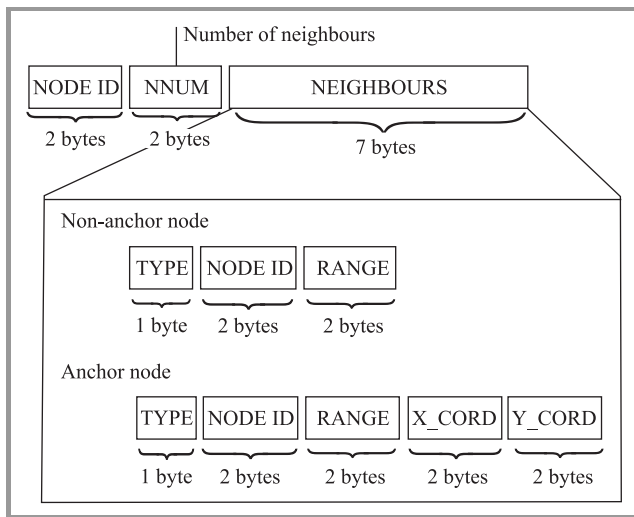 Number of neighbours
NODE ID NNUM NEIGHBOURS
2 bytes 2 bytes 7 bytes
Non-anchor node
TYPE NODE ID RANGE
1 byte 2 bytes 2 bytes
Anchor node
TYPE NODE ID RANGE X_CORD Y_CORD
1 byte 2 bytes 2 bytes 2 bytes 2 bytes